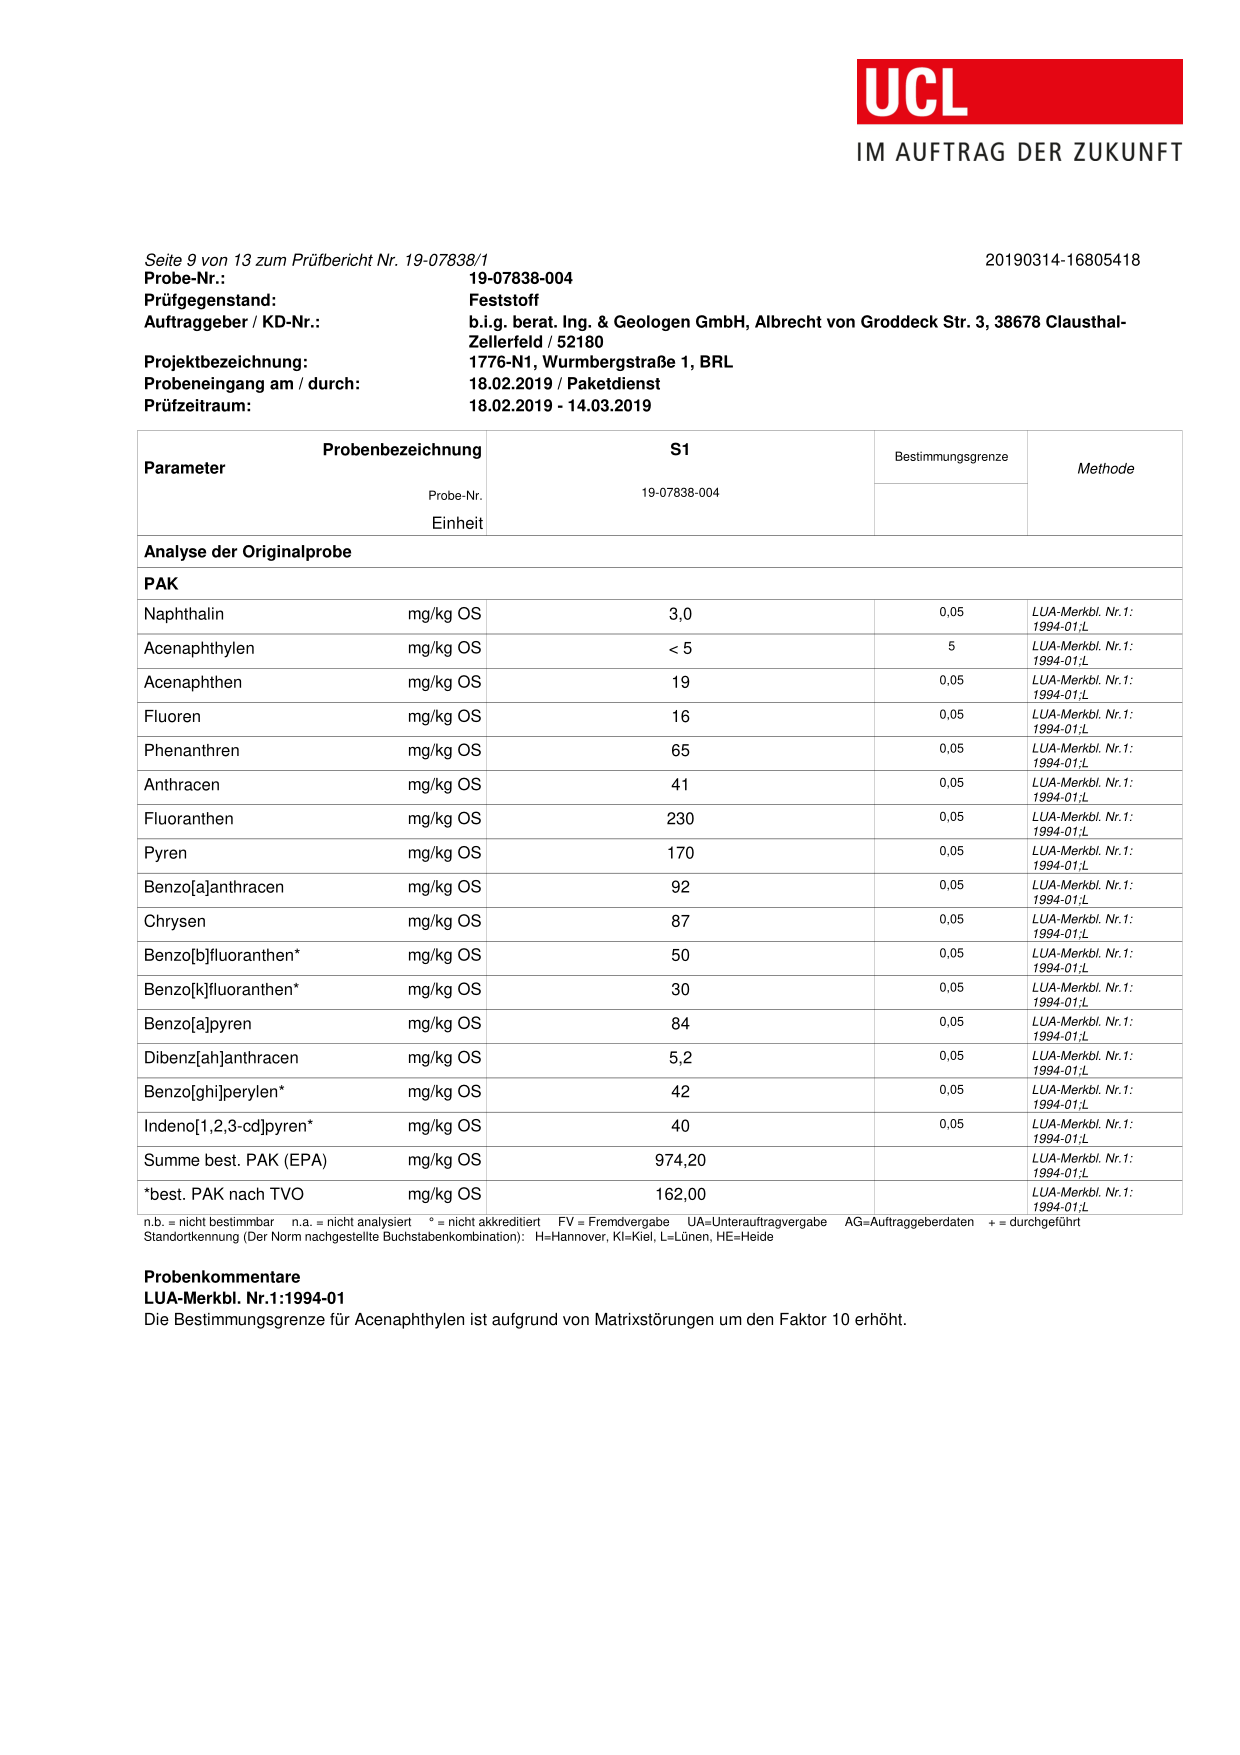 UCL
IM AUFTRAG DER ZUKUNFT
Seite 9 von 13 zum Prüfbericht Nr. 19-07838/1 20190314-16805418
Probe-Nr.: 19-07838-004
Prüfgegenstand: Feststoff
Auftraggeber / KD-Nr.: b.i.g. berat. Ing. & Geologen GmbH, Albrecht von Groddeck Str. 3, 38678 Clausthal-
Zellerfeld / 52180
Projektbezeichnung: 1776-N1, Wurmbergstraße 1, BRL
Probeneingang am / durch: 18.02.2019 / Paketdienst
Prüfzeitraum: 18.02.2019 - 14.03.2019
Probenbezeichnung S1 Bestimmungsgrenze
Parameter Methode
Probe-Nr. 19-07838-004
Einheit
Analyse der Originalprobe
PAK
Naphthalin mg/kg OS 3,0 0,05 LUA-Merkbl. Nr.1:
1994-01;L
Acenaphthylen mg/kg OS < 5 5 LUA-Merkbl. Nr.1:
1994-01;L
Acenaphthen mg/kg OS 19 0,05 LUA-Merkbl. Nr.1:
1994-01;L
Fluoren mg/kg OS 16 0,05 LUA-Merkbl. Nr.1:
1994-01;L
Phenanthren mg/kg OS 65 0,05 LUA-Merkbl. Nr.1:
1994-01;L
Anthracen mg/kg OS 41 0,05 LUA-Merkbl. Nr.1:
1994-01;L
Fluoranthen mg/kg OS 230 0,05 LUA-Merkbl. Nr.1:
1994-01;L
Pyren mg/kg OS 170 0,05 LUA-Merkbl. Nr.1:
1994-01;L
Benzo[a]anthracen mg/kg OS 92 0,05 LUA-Merkbl. Nr.1:
1994-01;L
Chrysen mg/kg OS 87 0,05 LUA-Merkbl. Nr.1:
1994-01;L
Benzo[b]fluoranthen* mg/kg OS 50 0,05 LUA-Merkbl. Nr.1:
1994-01;L
Benzo[k]fluoranthen* mg/kg OS 30 0,05 LUA-Merkbl. Nr.1:
1994-01;L
Benzo[a]pyren mg/kg OS 84 0,05 LUA-Merkbl. Nr.1:
1994-01;L
Dibenz[ah]anthracen mg/kg OS 5,2 0,05 LUA-Merkbl. Nr.1:
1994-01;L
Benzo[ghi]perylen* mg/kg OS 42 0,05 LUA-Merkbl. Nr.1:
1994-01;L
Indeno[1,2,3-cd]pyren* mg/kg OS 40 0,05 LUA-Merkbl. Nr.1:
1994-01;L
Summe best. PAK (EPA) mg/kg OS 974,20 LUA-Merkbl. Nr.1:
1994-01;L
*best. PAK nach TVO mg/kg OS 162,00 LUA-Merkbl. Nr.1:
1994-01;L
n.b. = nicht bestimmbar n.a. = nicht analysiert ° = nicht akkreditiert FV = Fremdvergabe UA=Unterauftragvergabe AG=Auftraggeberdaten + = durchgeführt
Standortkennung (Der Norm nachgestellte Buchstabenkombination): H=Hannover, KI=Kiel, L=Lünen, HE=Heide
Probenkommentare
LUA-Merkbl. Nr.1:1994-01
Die Bestimmungsgrenze für Acenaphthylen ist aufgrund von Matrixstörungen um den Faktor 10 erhöht.